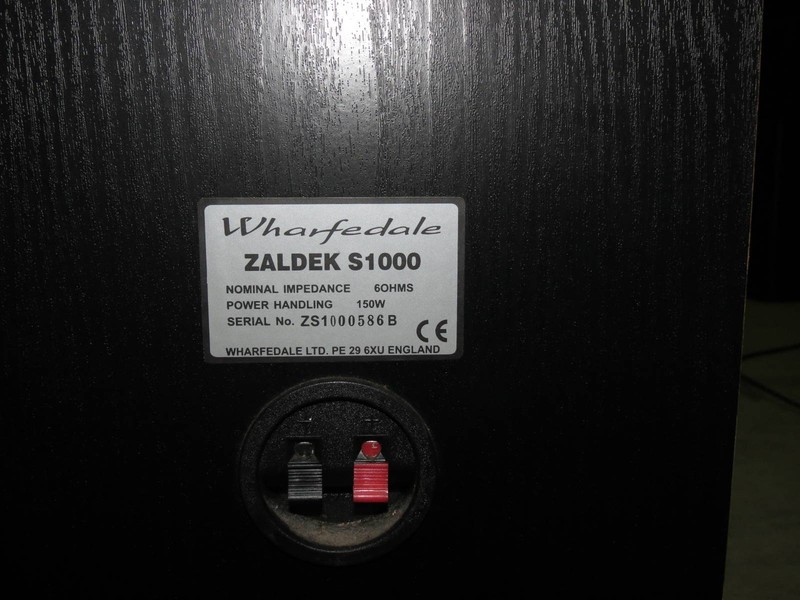 Wharfedale
ZALDEK S1000
NOMINAL IMPEDANCE 6OHMS
POWER HANDLING 150W
SERIAL No. ZS1000586B
CE
WHARFEDALE LTD. PE 29 6XU ENGLAND